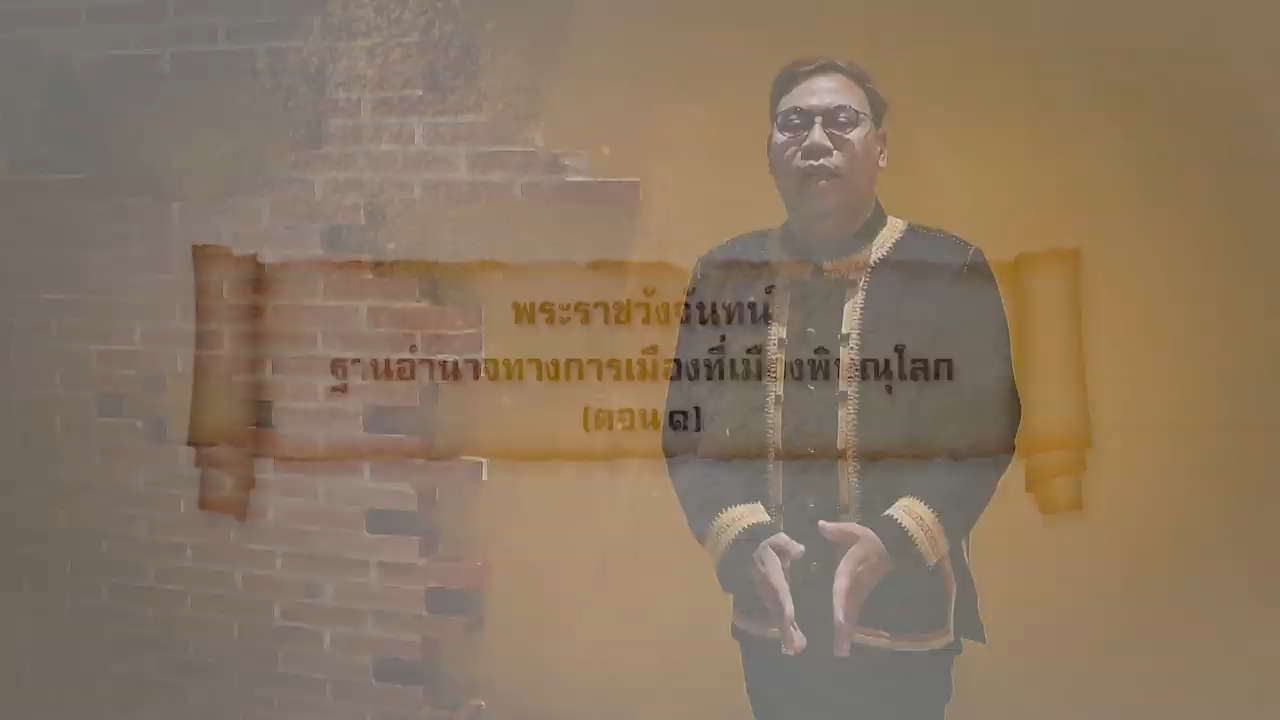 พระราชวังจันทน์
ฐานอำนาจทางการเมืองที่เมืองพิษณุโลก
(ตอน ๑)